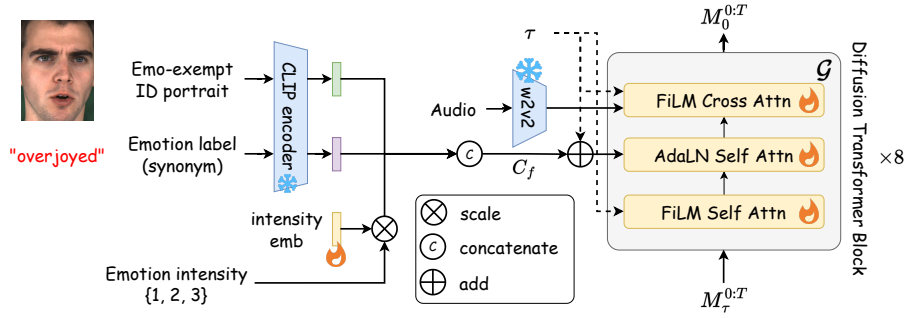 Emo-exempt
ID portrait
"overjoyed"
Emotion label
(synonym)
CLIP encoder
intensity
emb
Emotion intensity
{1, 2, 3}
Audio
w2v2
τ
c
C_f
scale
c
concatenate
add
M_0^{0:T}
𝒢
FiLM Cross Attn
AdaLN Self Attn
FiLM Self Attn
M_τ^{0:T}
×8
Diffusion Transformer Block